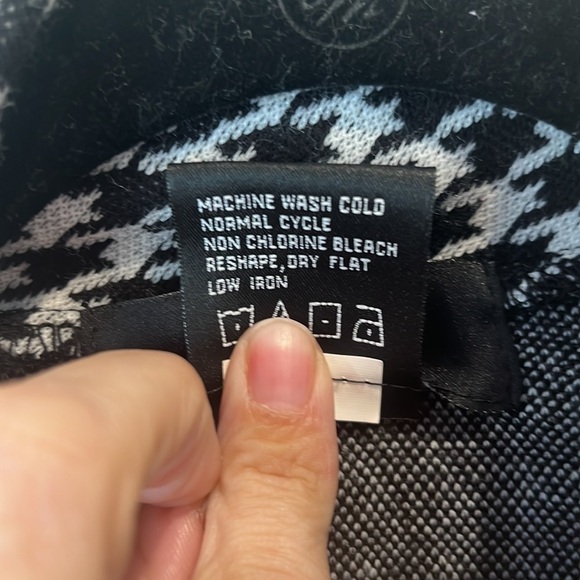 MACHINE WASH COLD
NORMAL CYCLE
NON CHLORINE BLEACH
RESHAPE, DRY FLAT
LOW IRON